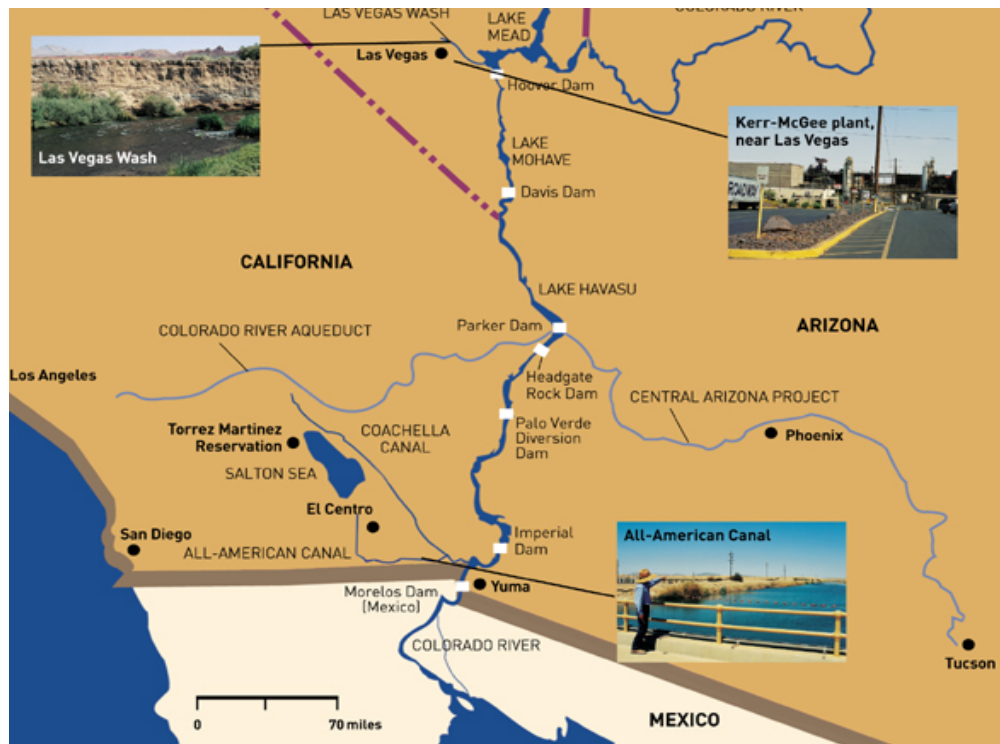 LAS VEGAS WASH
LAKE
MEAD
COLORADO RIVER
Las Vegas
Hoover Dam
Las Vegas Wash
Kerr-McGee plant,
near Las Vegas
ROADWAY
LAKE
MOHAVE
Davis Dam
CALIFORNIA
LAKE HAVASU
ARIZONA
Parker Dam
COLORADO RIVER AQUEDUCT
Headgate
Rock Dam
Los Angeles
CENTRAL ARIZONA PROJECT
Palo Verde
Diversion
Dam
Phoenix
Torrez Martinez
Reservation
COACHELLA
CANAL
SALTON SEA
El Centro
San Diego
ALL-AMERICAN CANAL
Imperial
Dam
All-American Canal
Morelos Dam
(Mexico)
Yuma
COLORADO RIVER
Tucson
0
70 miles
MEXICO